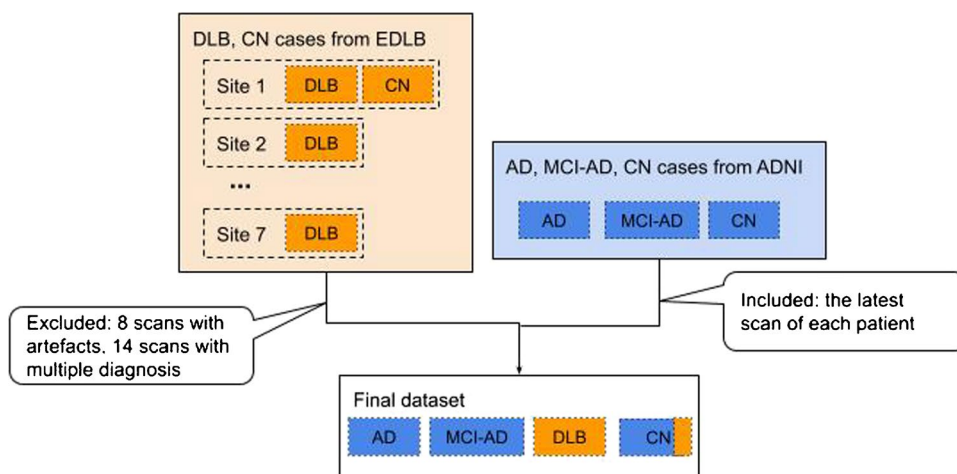 DLB, CN cases from EDLB
Site 1 DLB CN
Site 2 DLB
...
Site 7 DLB
AD, MCI-AD, CN cases from ADNI
AD MCI-AD CN
Excluded: 8 scans with
artefacts. 14 scans with
multiple diagnosis
Included: the latest
scan of each patient
Final dataset
AD MCI-AD DLB CN